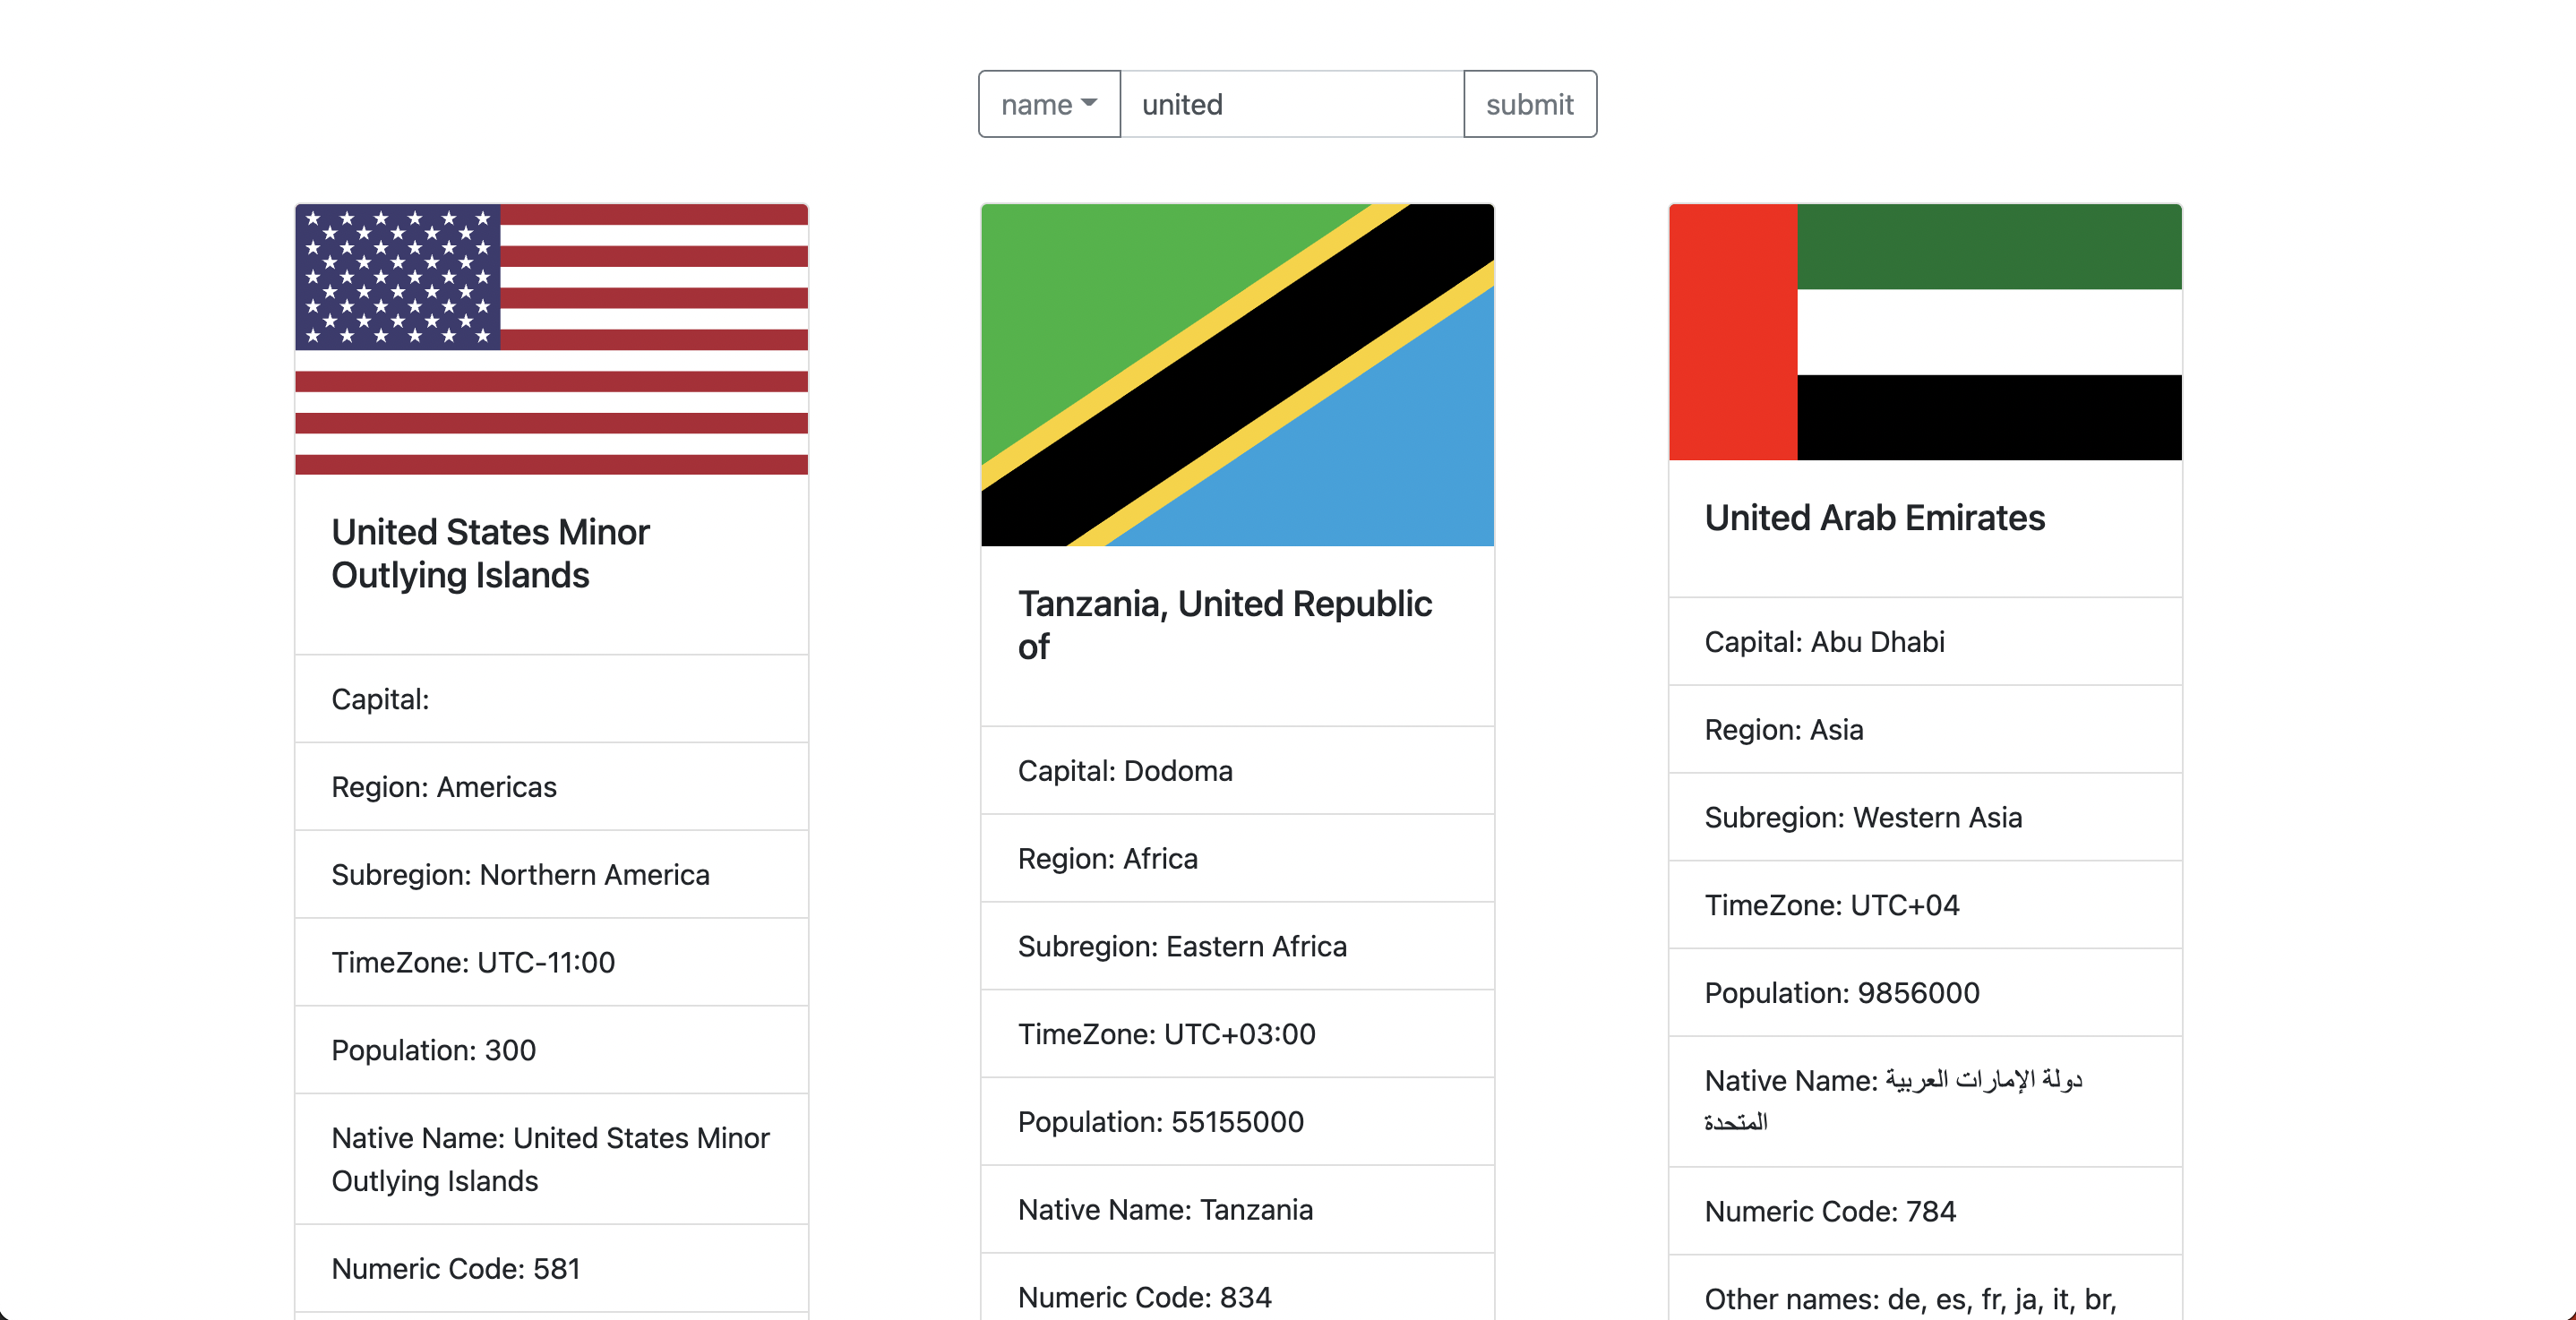 name
united
submit
United States Minor
Outlying Islands
Capital:
Region: Americas
Subregion: Northern America
TimeZone: UTC-11:00
Population: 300
Native Name: United States Minor
Outlying Islands
Numeric Code: 581
Tanzania, United Republic
of
Capital: Dodoma
Region: Africa
Subregion: Eastern Africa
TimeZone: UTC+03:00
Population: 55155000
Native Name: Tanzania
Numeric Code: 834
United Arab Emirates
Capital: Abu Dhabi
Region: Asia
Subregion: Western Asia
TimeZone: UTC+04
Population: 9856000
Native Name: دولة الإمارات العربية
المتحدة
Numeric Code: 784
Other names: de, es, fr, ja, it, br,